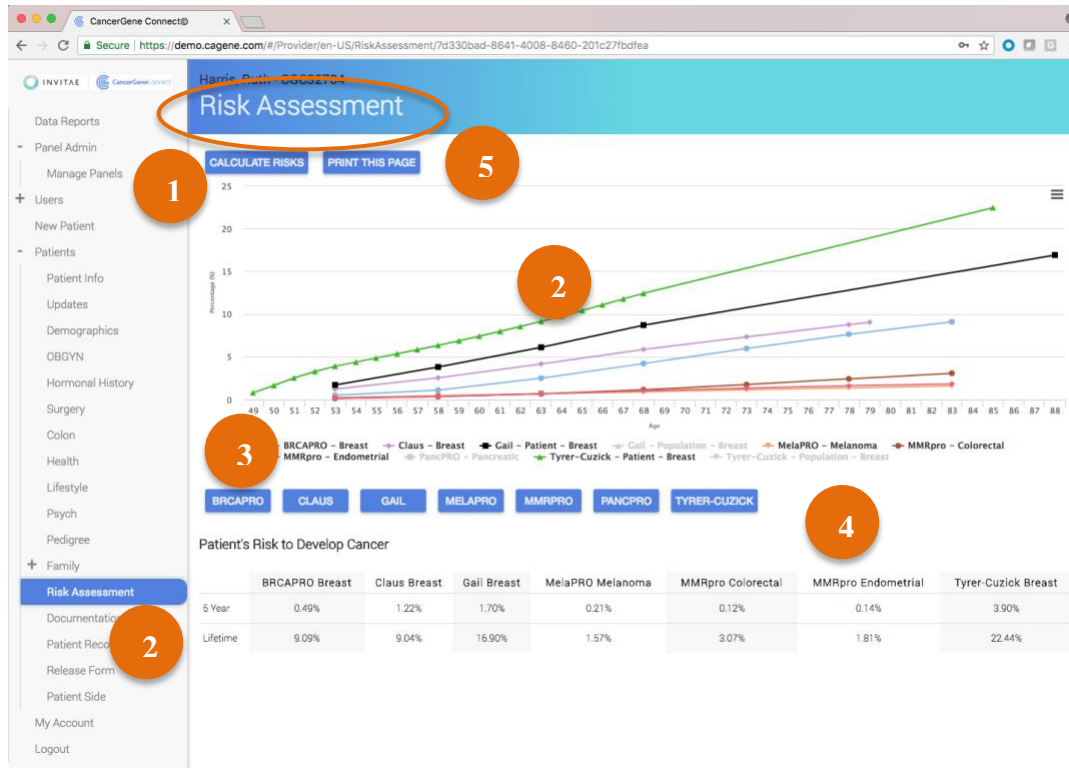 CancerGene Connect©
Secure | https://demo.cagene.com/#/Provider/en-US/RiskAssessment/7d330bad-8641-4008-8460-201c27fbdfea
INVITAE CancerGeneConnect
Harris, Ruth
Risk Assessment
Data Reports
- Panel Admin
Manage Panels
+ Users
New Patient
- Patients
Patient Info
Updates
Demographics
OBGYN
Hormonal History
Surgery
Colon
Health
Lifestyle
Psych
Pedigree
+ Family
Risk Assessment
Documentation
Patient
Release Form
Patient Side
My Account
Logout
1
2
CALCULATE RISKS PRINT THIS PAGE
5
25
20
15
10
5
0
Percentage (%)
2
49 50 51 52 53 54 55 56 57 58 59 60 61 62 63 64 65 66 67 68 69 70 71 72 73 74 75 76 77 78 79 80 81 82 83 84 85 86 87 88
Age
3
BRCAPRO - Breast Claus - Breast Gail - Patient - Breast Gail - Population - Breast MelaPRO - Melanoma MMRpro - Colorectal
MMRpro - Endometrial PancPRO - Pancreatic Tyrer-Cuzick - Patient - Breast Tyrer-Cuzick - Population - Breast
BRCAPRO CLAUS GAIL MELAPRO MMRPRO PANCPRO TYRER-CUZICK
4
Patient's Risk to Develop Cancer
BRCAPRO Breast Claus Breast Gail Breast MelaPRO Melanoma MMRpro Colorectal MMRpro Endometrial Tyrer-Cuzick Breast
5 Year 0.49% 1.22% 1.70% 0.21% 0.12% 0.14% 3.90%
Lifetime 9.09% 9.04% 16.90% 1.57% 3.07% 1.81% 22.44%